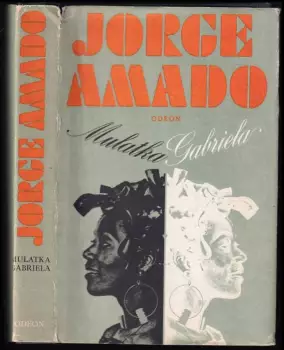 JORGE AMADO
MULATKA
GABRIELA
ODEON
JORGE
AMADO
ODEON
Mulatka Gabriela